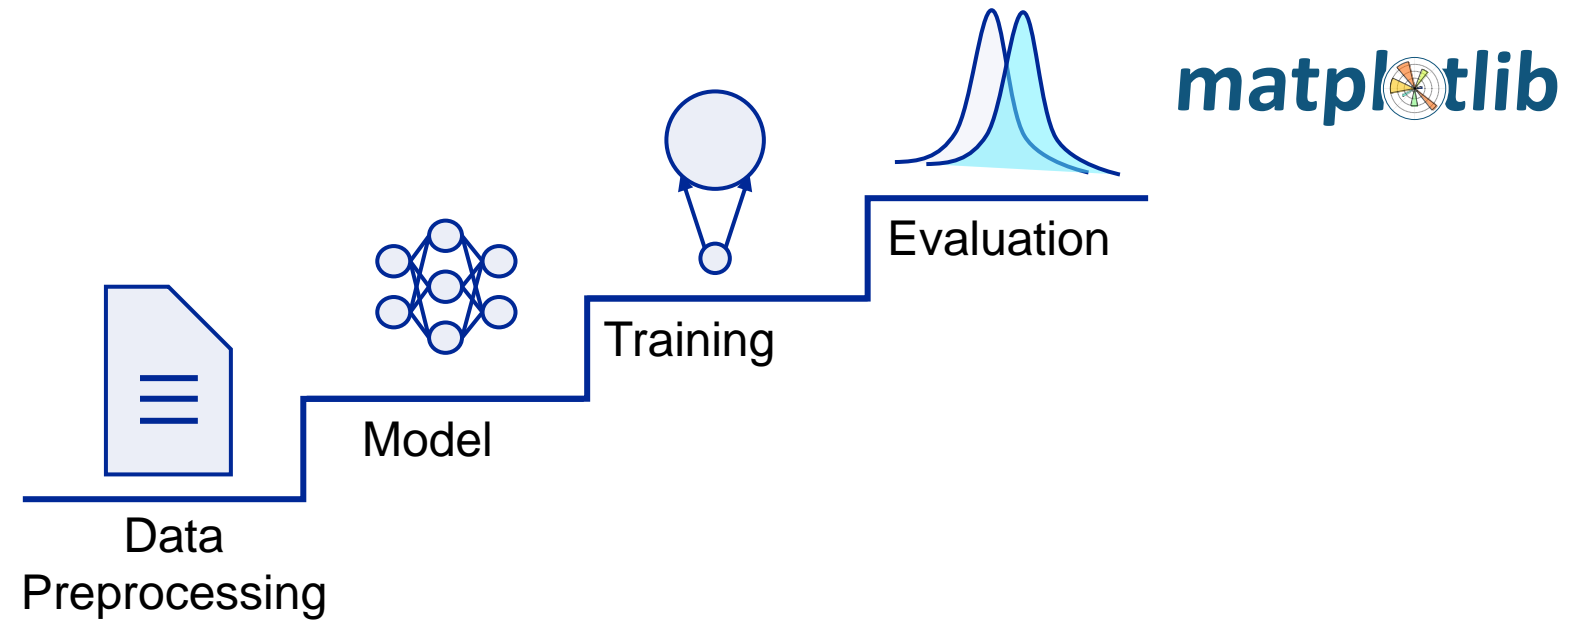 matplotlib
Evaluation
Training
Model
Data
Preprocessing